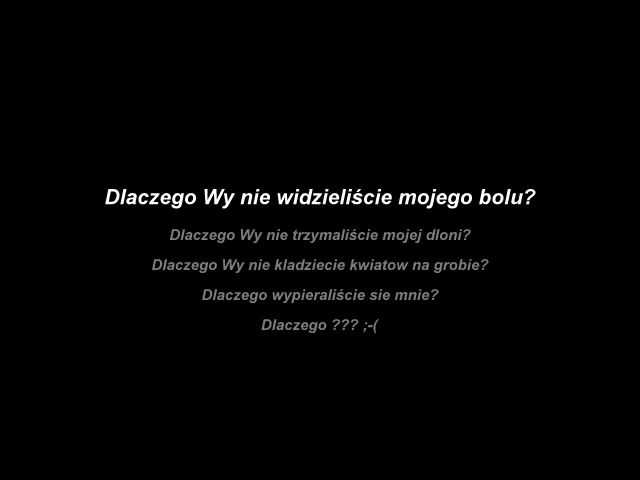 Dlaczego Wy nie widzieliście mojego bolu?
Dlaczego Wy nie trzymaliście mojej dloni?
Dlaczego Wy nie kladziecie kwiatow na grobie?
Dlaczego wypieraliście sie mnie?
Dlaczego ??? ;-(